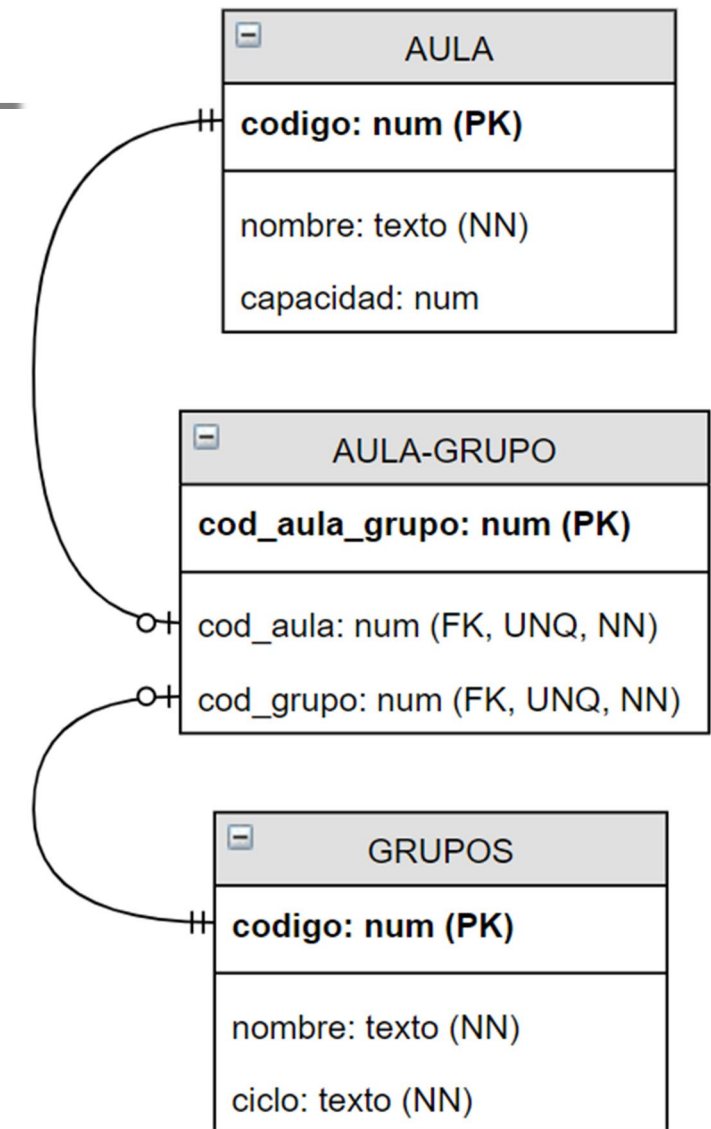 AULA
codigo: num (PK)
nombre: texto (NN)
capacidad: num
AULA-GRUPO
cod_aula_grupo: num (PK)
cod_aula: num (FK, UNQ, NN)
cod_grupo: num (FK, UNQ, NN)
GRUPOS
codigo: num (PK)
nombre: texto (NN)
ciclo: texto (NN)